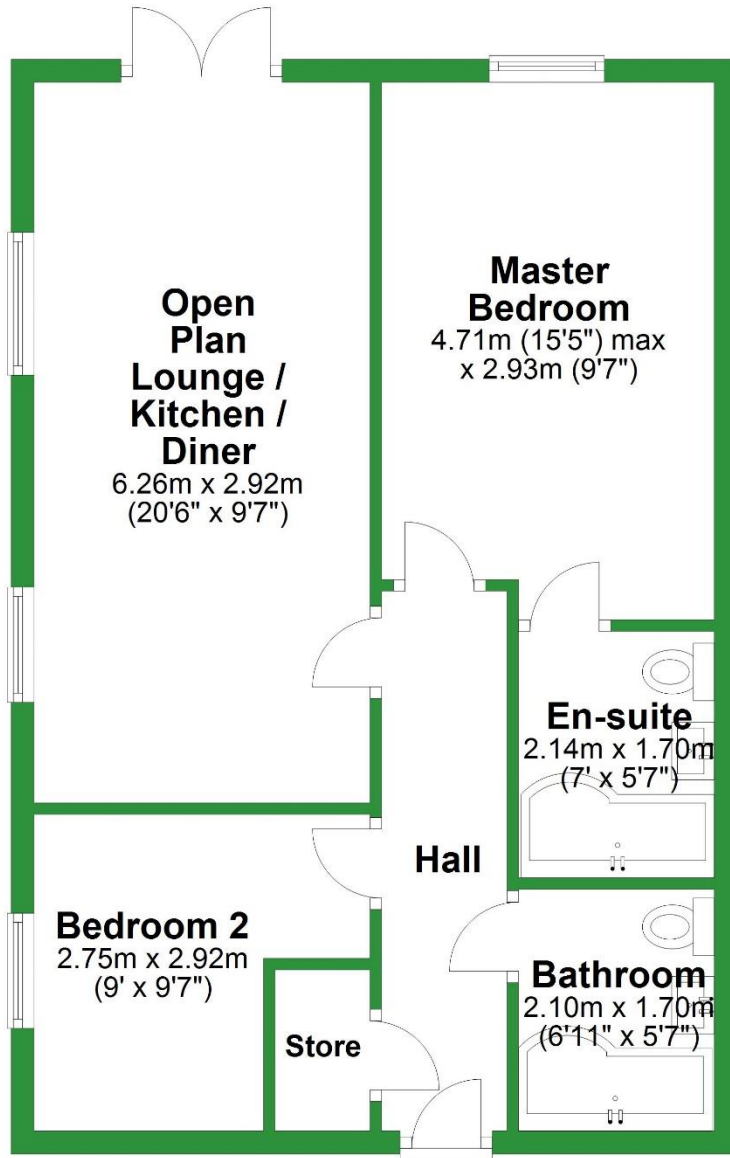 Open
Plan
Lounge /
Kitchen /
Diner
6.26m x 2.92m
(20'6" x 9'7")
Master
Bedroom
4.71m (15'5") max
x 2.93m (9'7")
En-suite
2.14m x 1.70m
(7' x 5'7")
Hall
Bedroom 2
2.75m x 2.92m
(9' x 9'7")
Store
Bathroom
2.10m x 1.70m
(6'11" x 5'7")